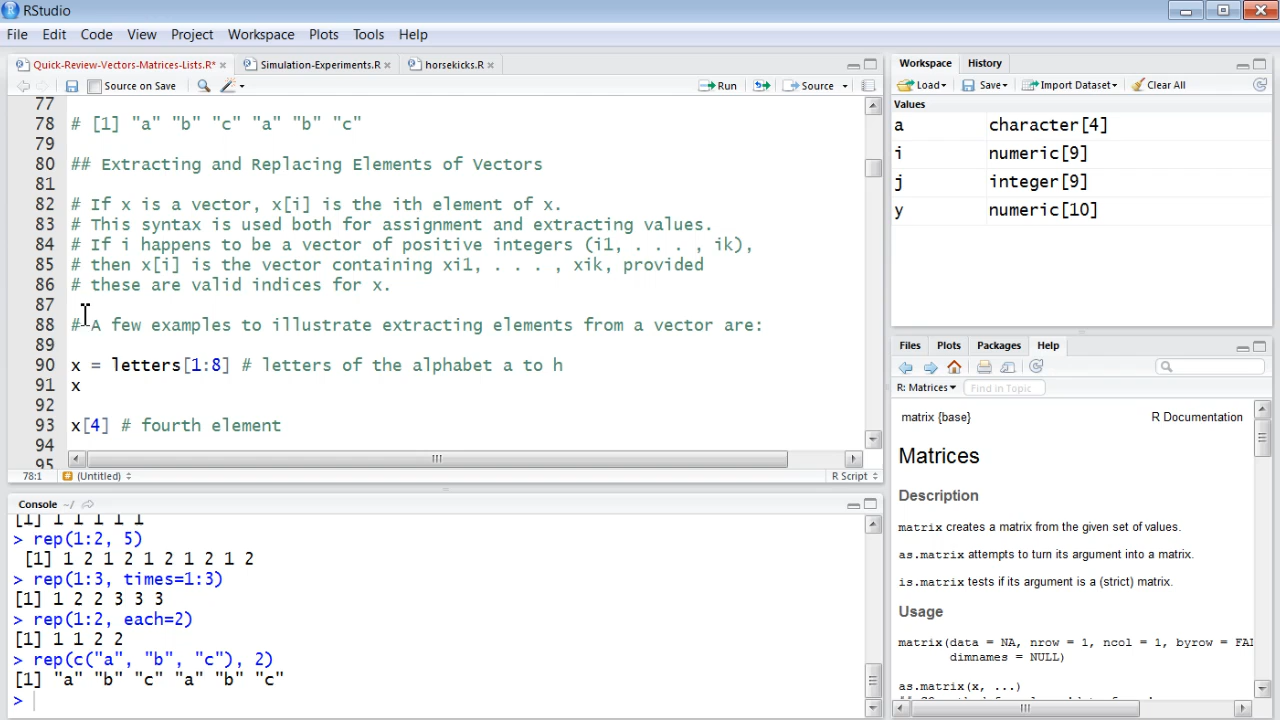 RStudio
File Edit Code View Project Workspace Plots Tools Help
Quick-Review-Vectors-Matrices-Lists.R* Simulation-Experiments.R horsekicks.R
Source on Save Run Source
77
78 # [1] "a" "b" "c" "a" "b" "c"
79
80 ## Extracting and Replacing Elements of Vectors
81
82 # If x is a vector, x[i] is the ith element of x.
83 # This syntax is used both for assignment and extracting values.
84 # If i happens to be a vector of positive integers (i1, . . . , ik),
85 # then x[i] is the vector containing xi1, . . . , xik, provided
86 # these are valid indices for x.
87
88 # A few examples to illustrate extracting elements from a vector are:
89
90 x = letters[1:8] # letters of the alphabet a to h
91 x
92
93 x[4] # fourth element
94
95
78:1 (Untitled) R Script
Console ~/
[1] 1 1 1 1 1
> rep(1:2, 5)
[1] 1 2 1 2 1 2 1 2 1 2
> rep(1:3, times=1:3)
[1] 1 2 2 3 3 3
> rep(1:2, each=2)
[1] 1 1 2 2
> rep(c("a", "b", "c"), 2)
[1] "a" "b" "c" "a" "b" "c"
>
Workspace History
Load Save Import Dataset Clear All
Values
a character[4]
i numeric[9]
j integer[9]
y numeric[10]
Files Plots Packages Help
R: Matrices Find in Topic
matrix {base} R Documentation
Matrices
Description
matrix creates a matrix from the given set of values.
as.matrix attempts to turn its argument into a matrix.
is.matrix tests if its argument is a (strict) matrix.
Usage
matrix(data = NA, nrow = 1, ncol = 1, byrow = FAL
dimnames = NULL)
as.matrix(x, ...)